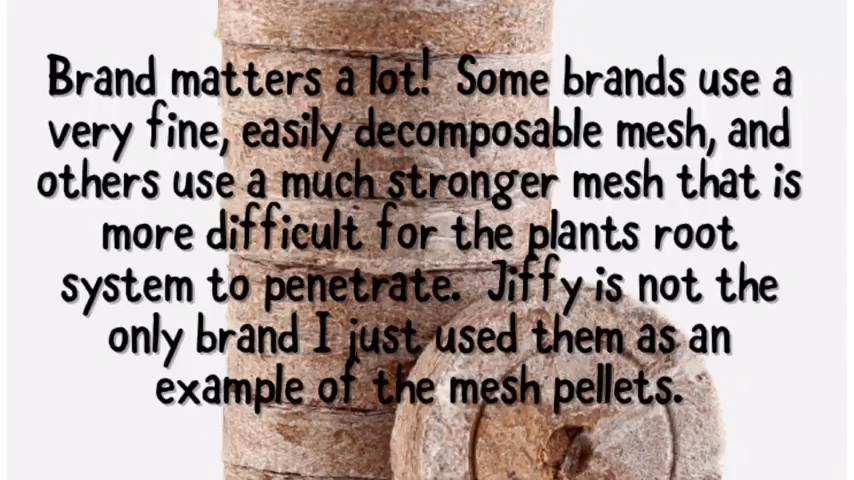 Brand matters a lot! Some brands use a
very fine, easily decomposable mesh, and
others use a much stronger mesh that is
more difficult for the plants root
system to penetrate. Jiffy is not the
only brand I just used them as an
example of the mesh pellets.